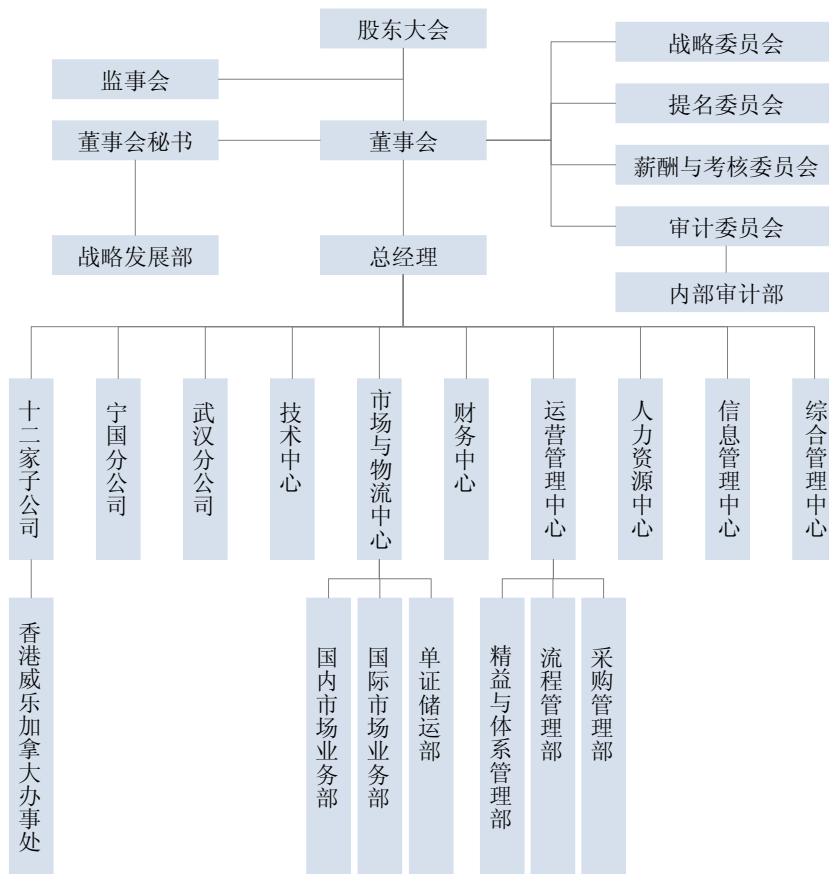 股东大会
战略委员会
监事会
提名委员会
董事会秘书
董事会
薪酬与考核委员会
审计委员会
战略发展部
总经理
内部审计部
十二家子公司
宁国分公司
武汉分公司
技术中心
市场与物流中心
财务中心
运营管理中心
人力资源中心
信息管理中心
综合管理中心
香港威乐加拿大办事处
国内市场业务部
国际市场业务部
单证储运部
精益与体系管理部
流程管理部
采购管理部